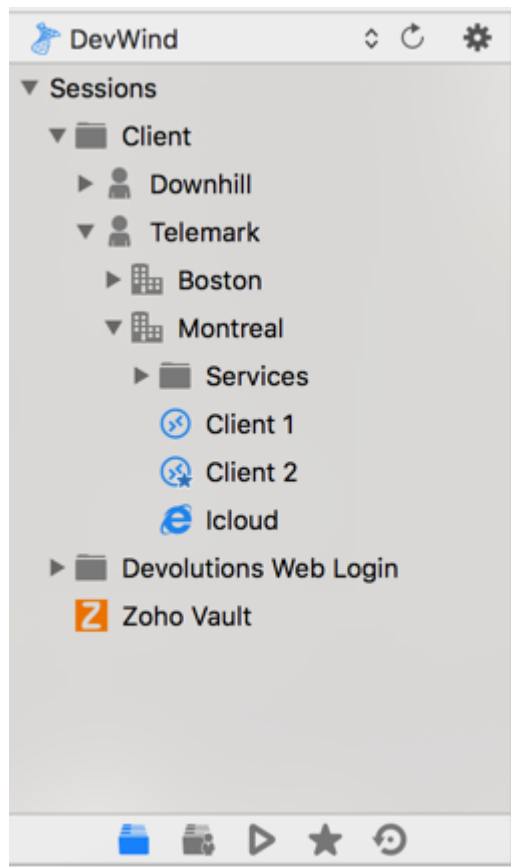 DevWind
Sessions
Client
Downhill
Telemark
Boston
Montreal
Services
Client 1
Client 2
Icloud
Devolutions Web Login
Zoho Vault